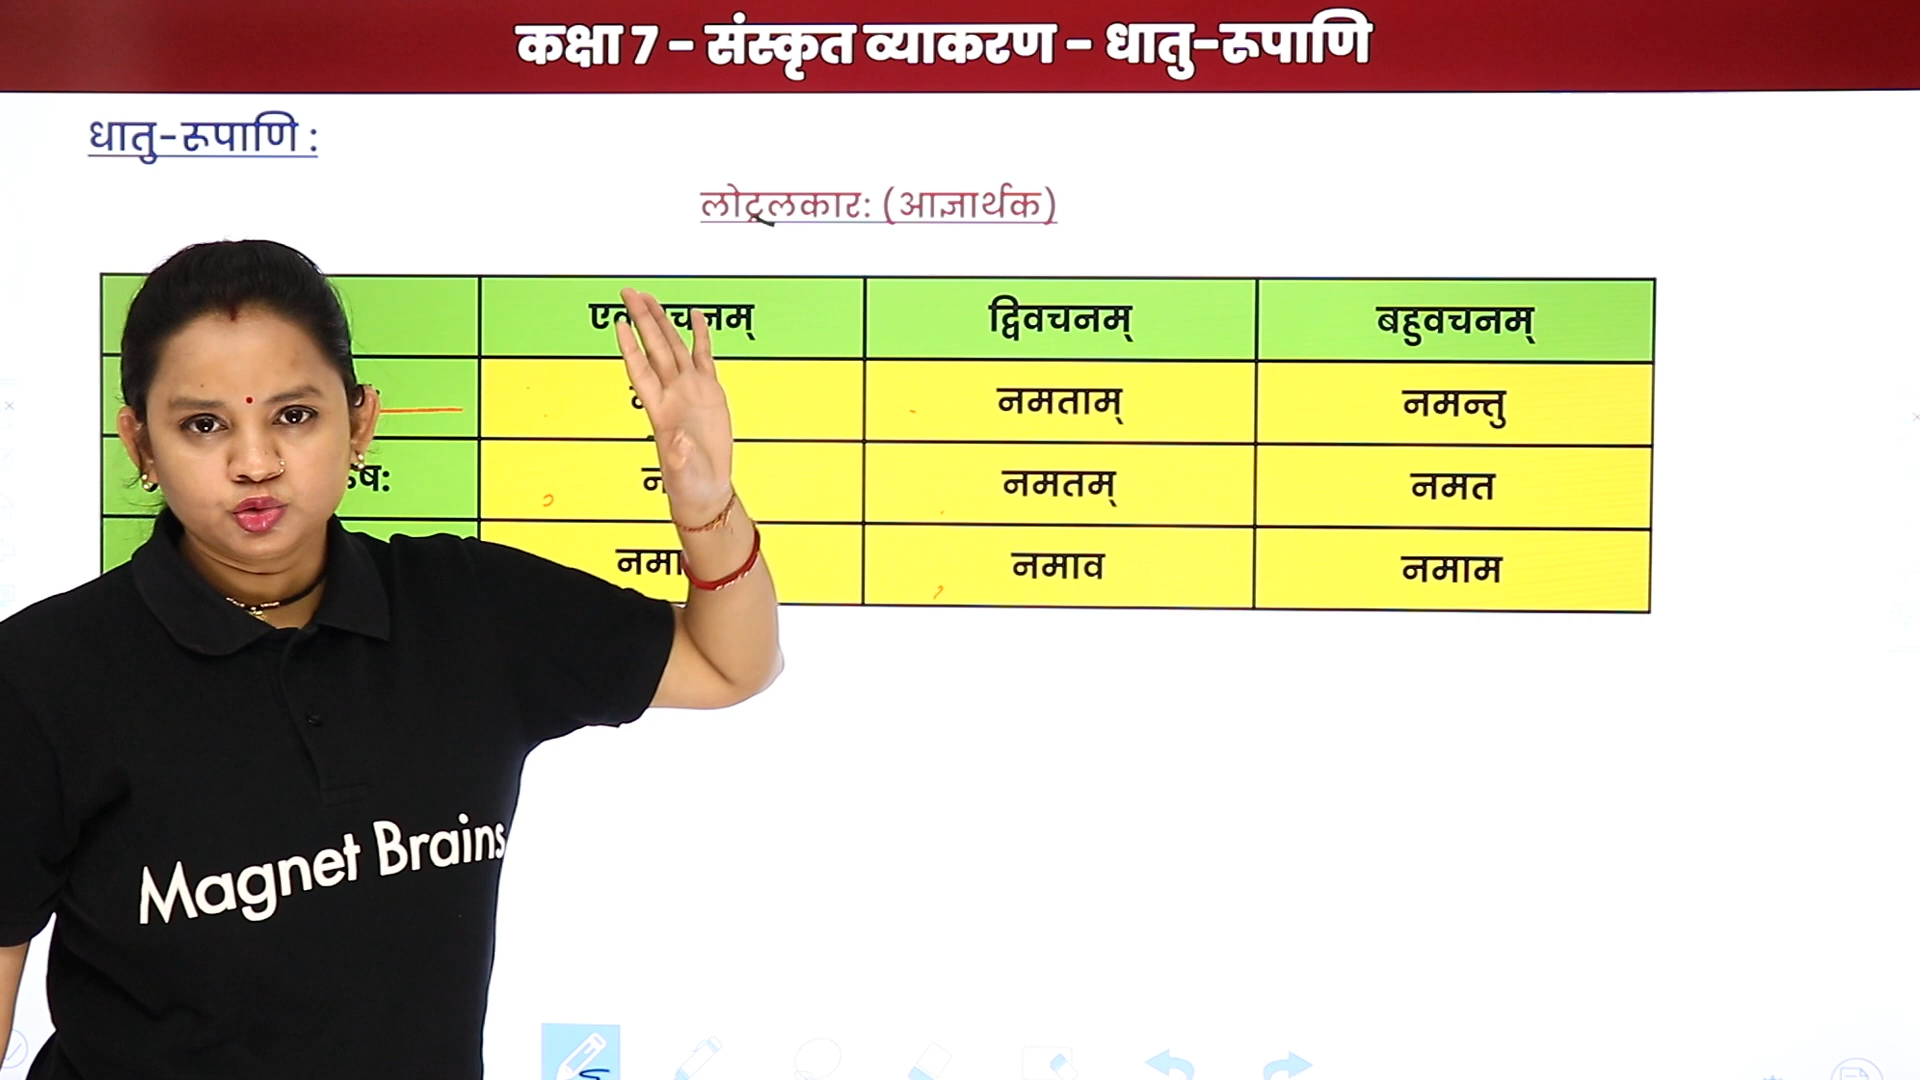 कक्षा 7 - संस्कृत व्याकरण - धातु-रूपाणि
धातु-रूपाणि :
लोट्लकार: (आज्ञार्थक)
द्विवचनम् बहुवचनम्
नमताम् नमन्तु
नमतम् नमत
नमाव नमाम
Magnet Brains